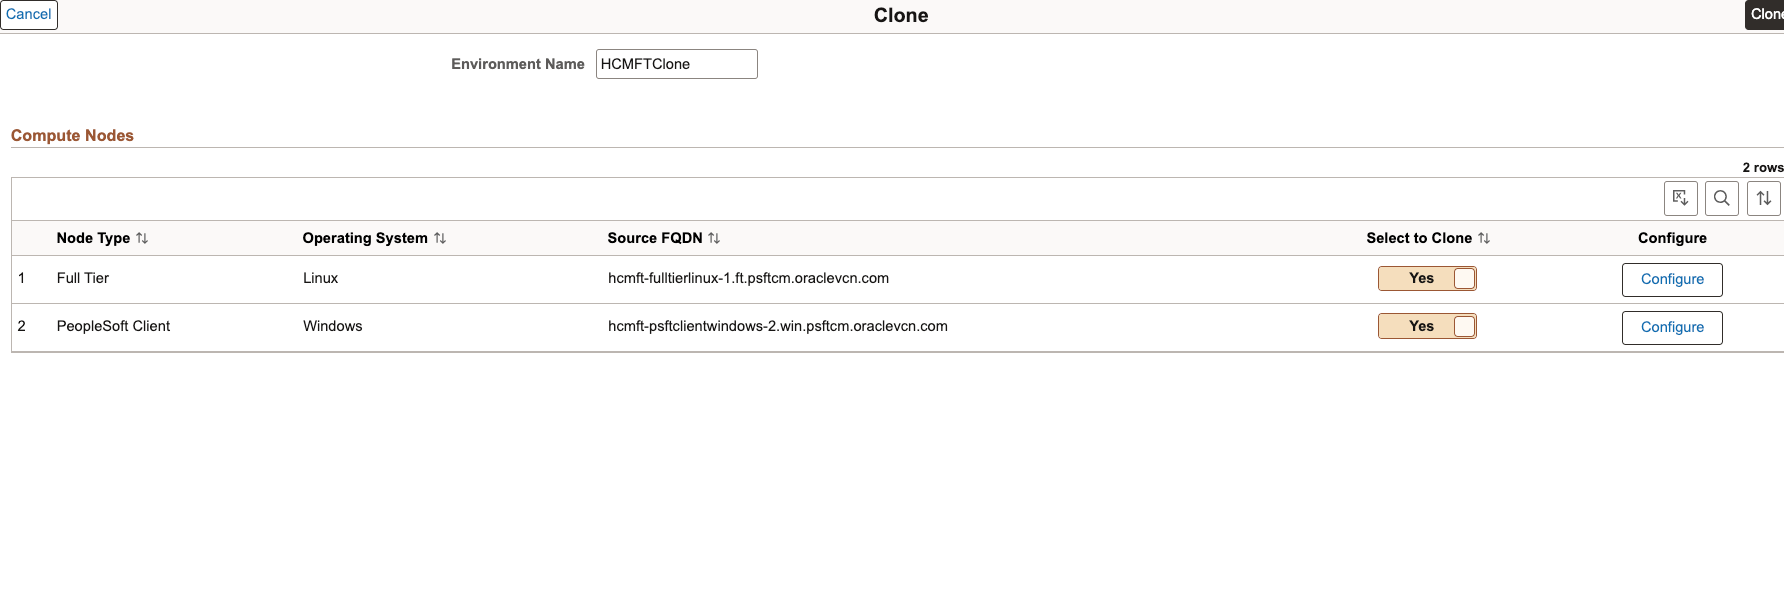 Cancel Clone Clone
Environment Name HCMFTClone
Compute Nodes
2 rows
Node Type Operating System Source FQDN Select to Clone Configure
1 Full Tier Linux hcmft-fulltierlinux-1.ft.psftcm.oraclevcn.com Yes Configure
2 PeopleSoft Client Windows hcmft-psftclientwindows-2.win.psftcm.oraclevcn.com Yes Configure